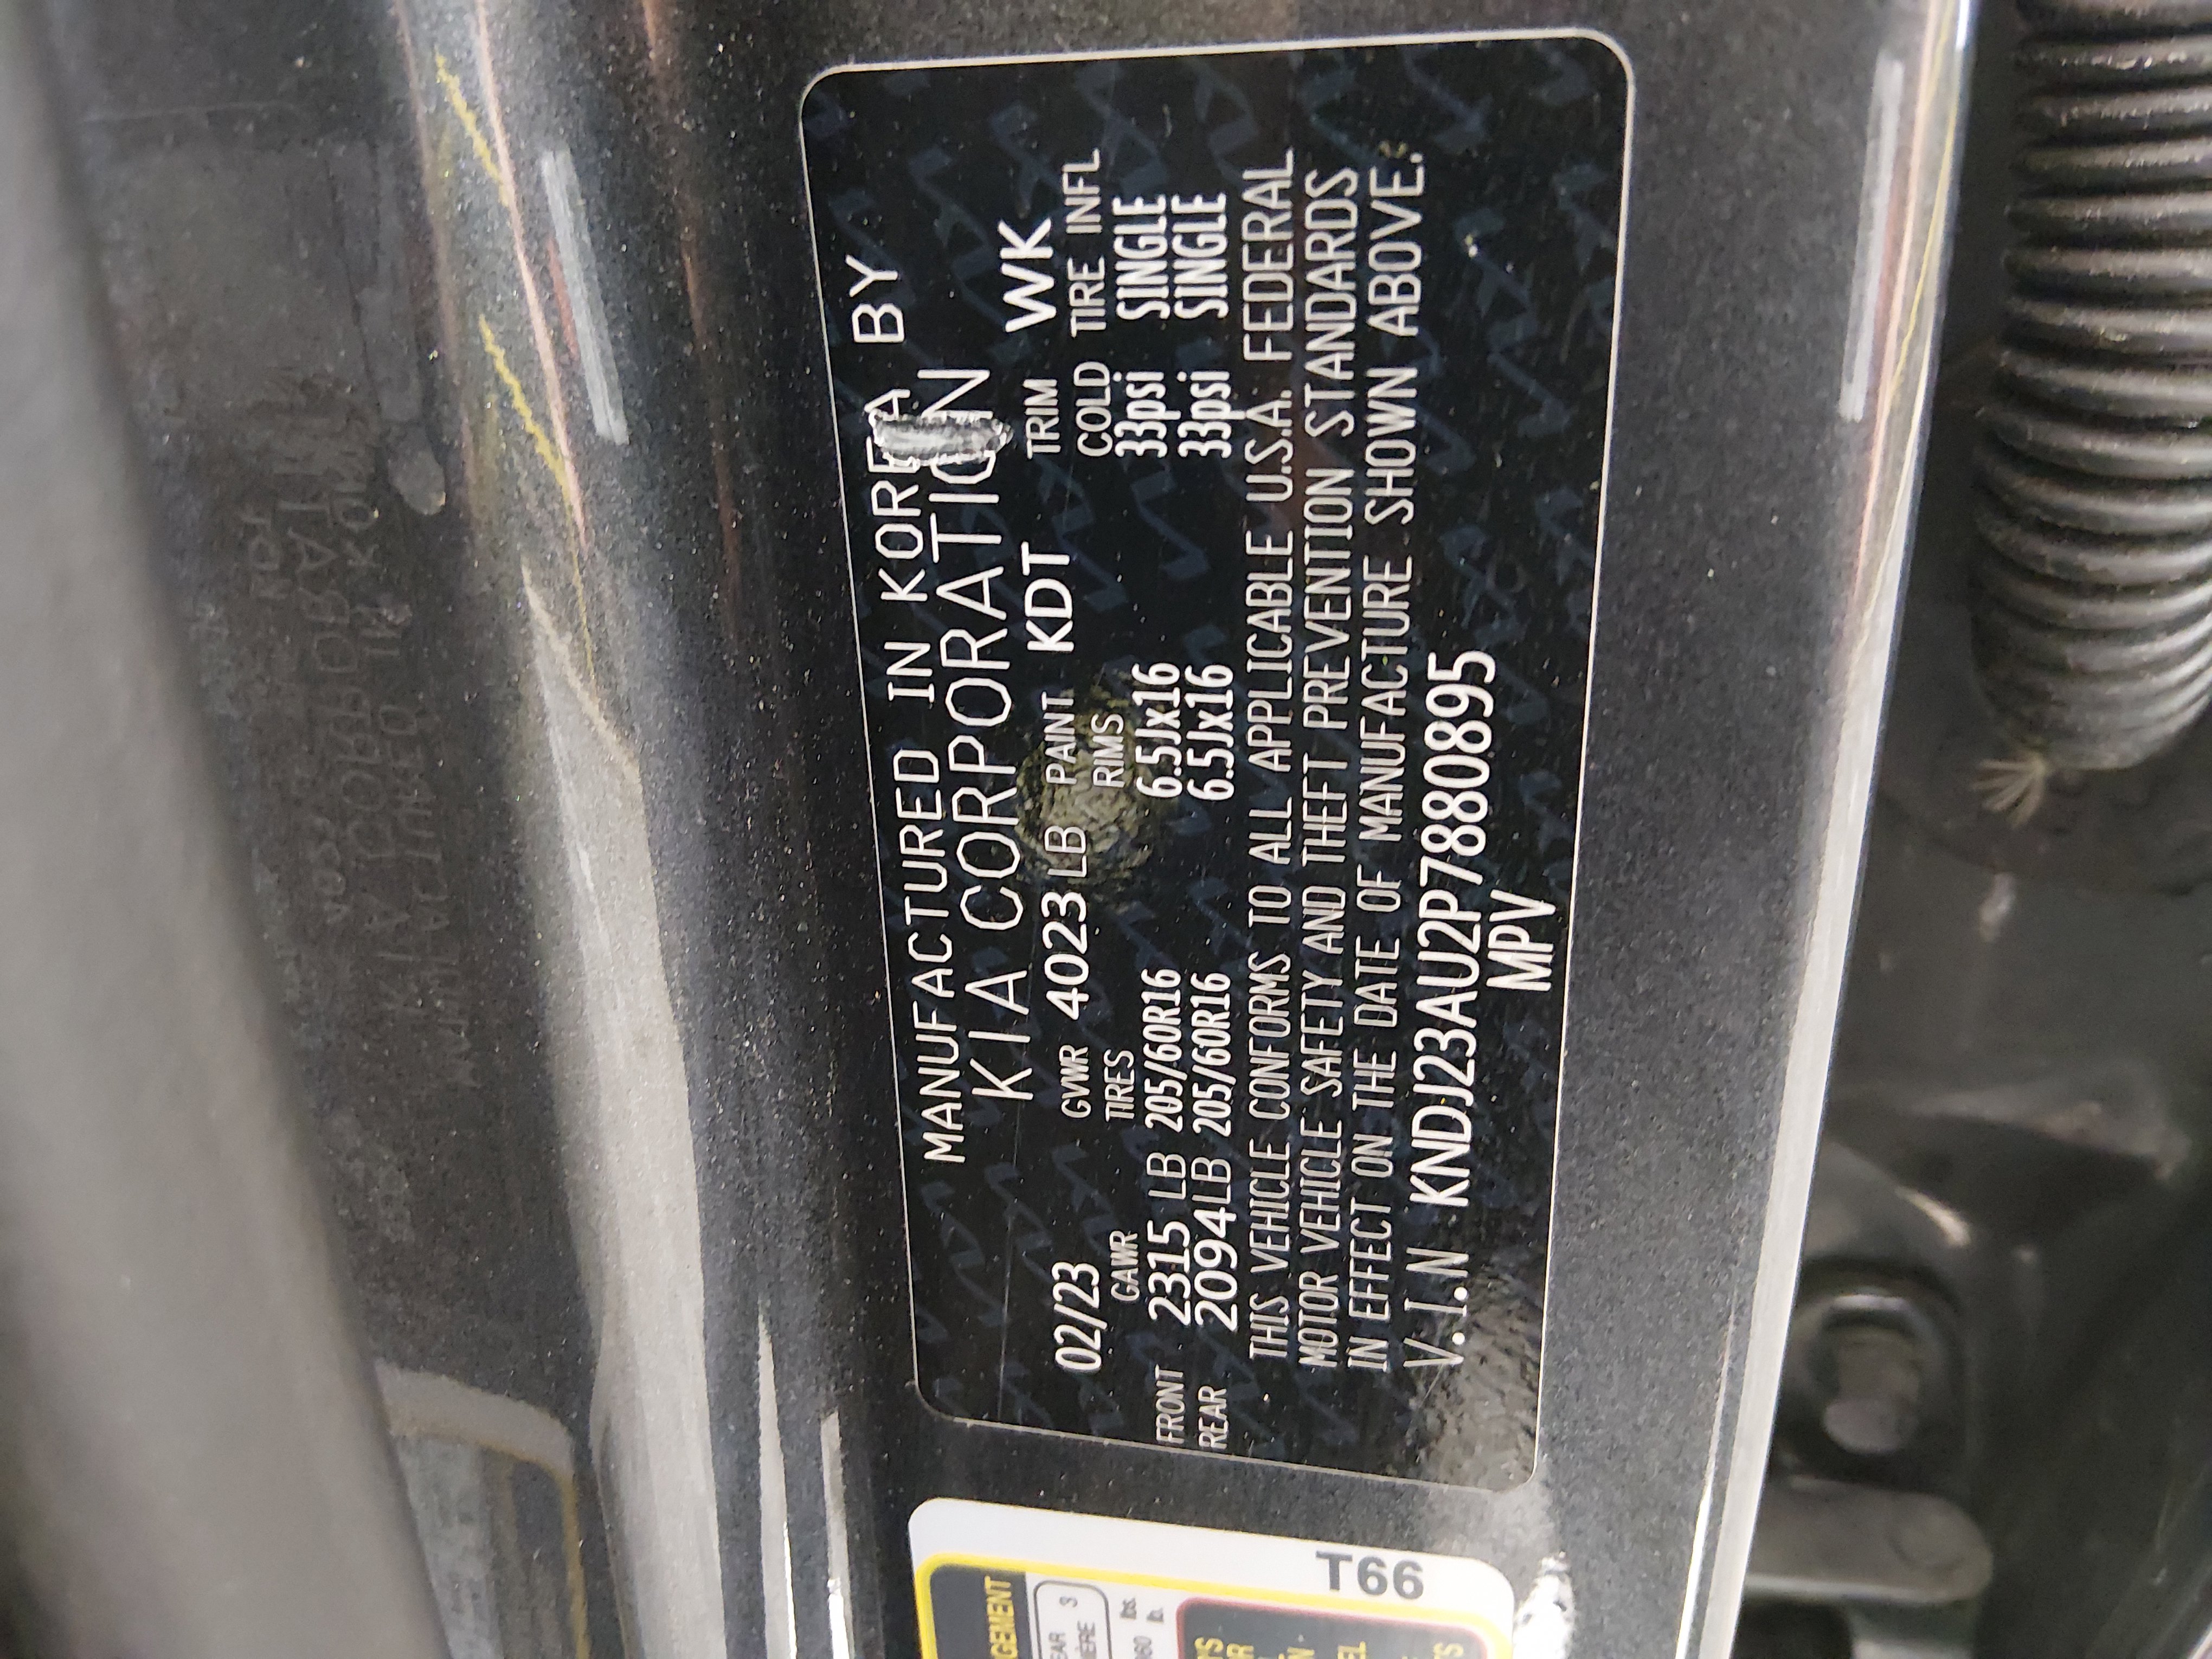 MANUFACTURED IN KOREA BY
KIA CORPORATION
02/23 GVWR 4023 LB PAINT KDT TRIM WK
GAWR TIRES RIMS COLD TIRE INFL
FRONT 2315 LB 205/60R16 6.5Jx16 33psi SINGLE
REAR 2094LB 205/60R16 6.5Jx16 33psi SINGLE
THIS VEHICLE CONFORMS TO ALL APPLICABLE U.S.A. FEDERAL
MOTOR VEHICLE SAFETY AND THEFT PREVENTION STANDARDS
IN EFFECT ON THE DATE OF MANUFACTURE SHOWN ABOVE.
V.I.N KNDJ23AU2P7880895
MPV
T66